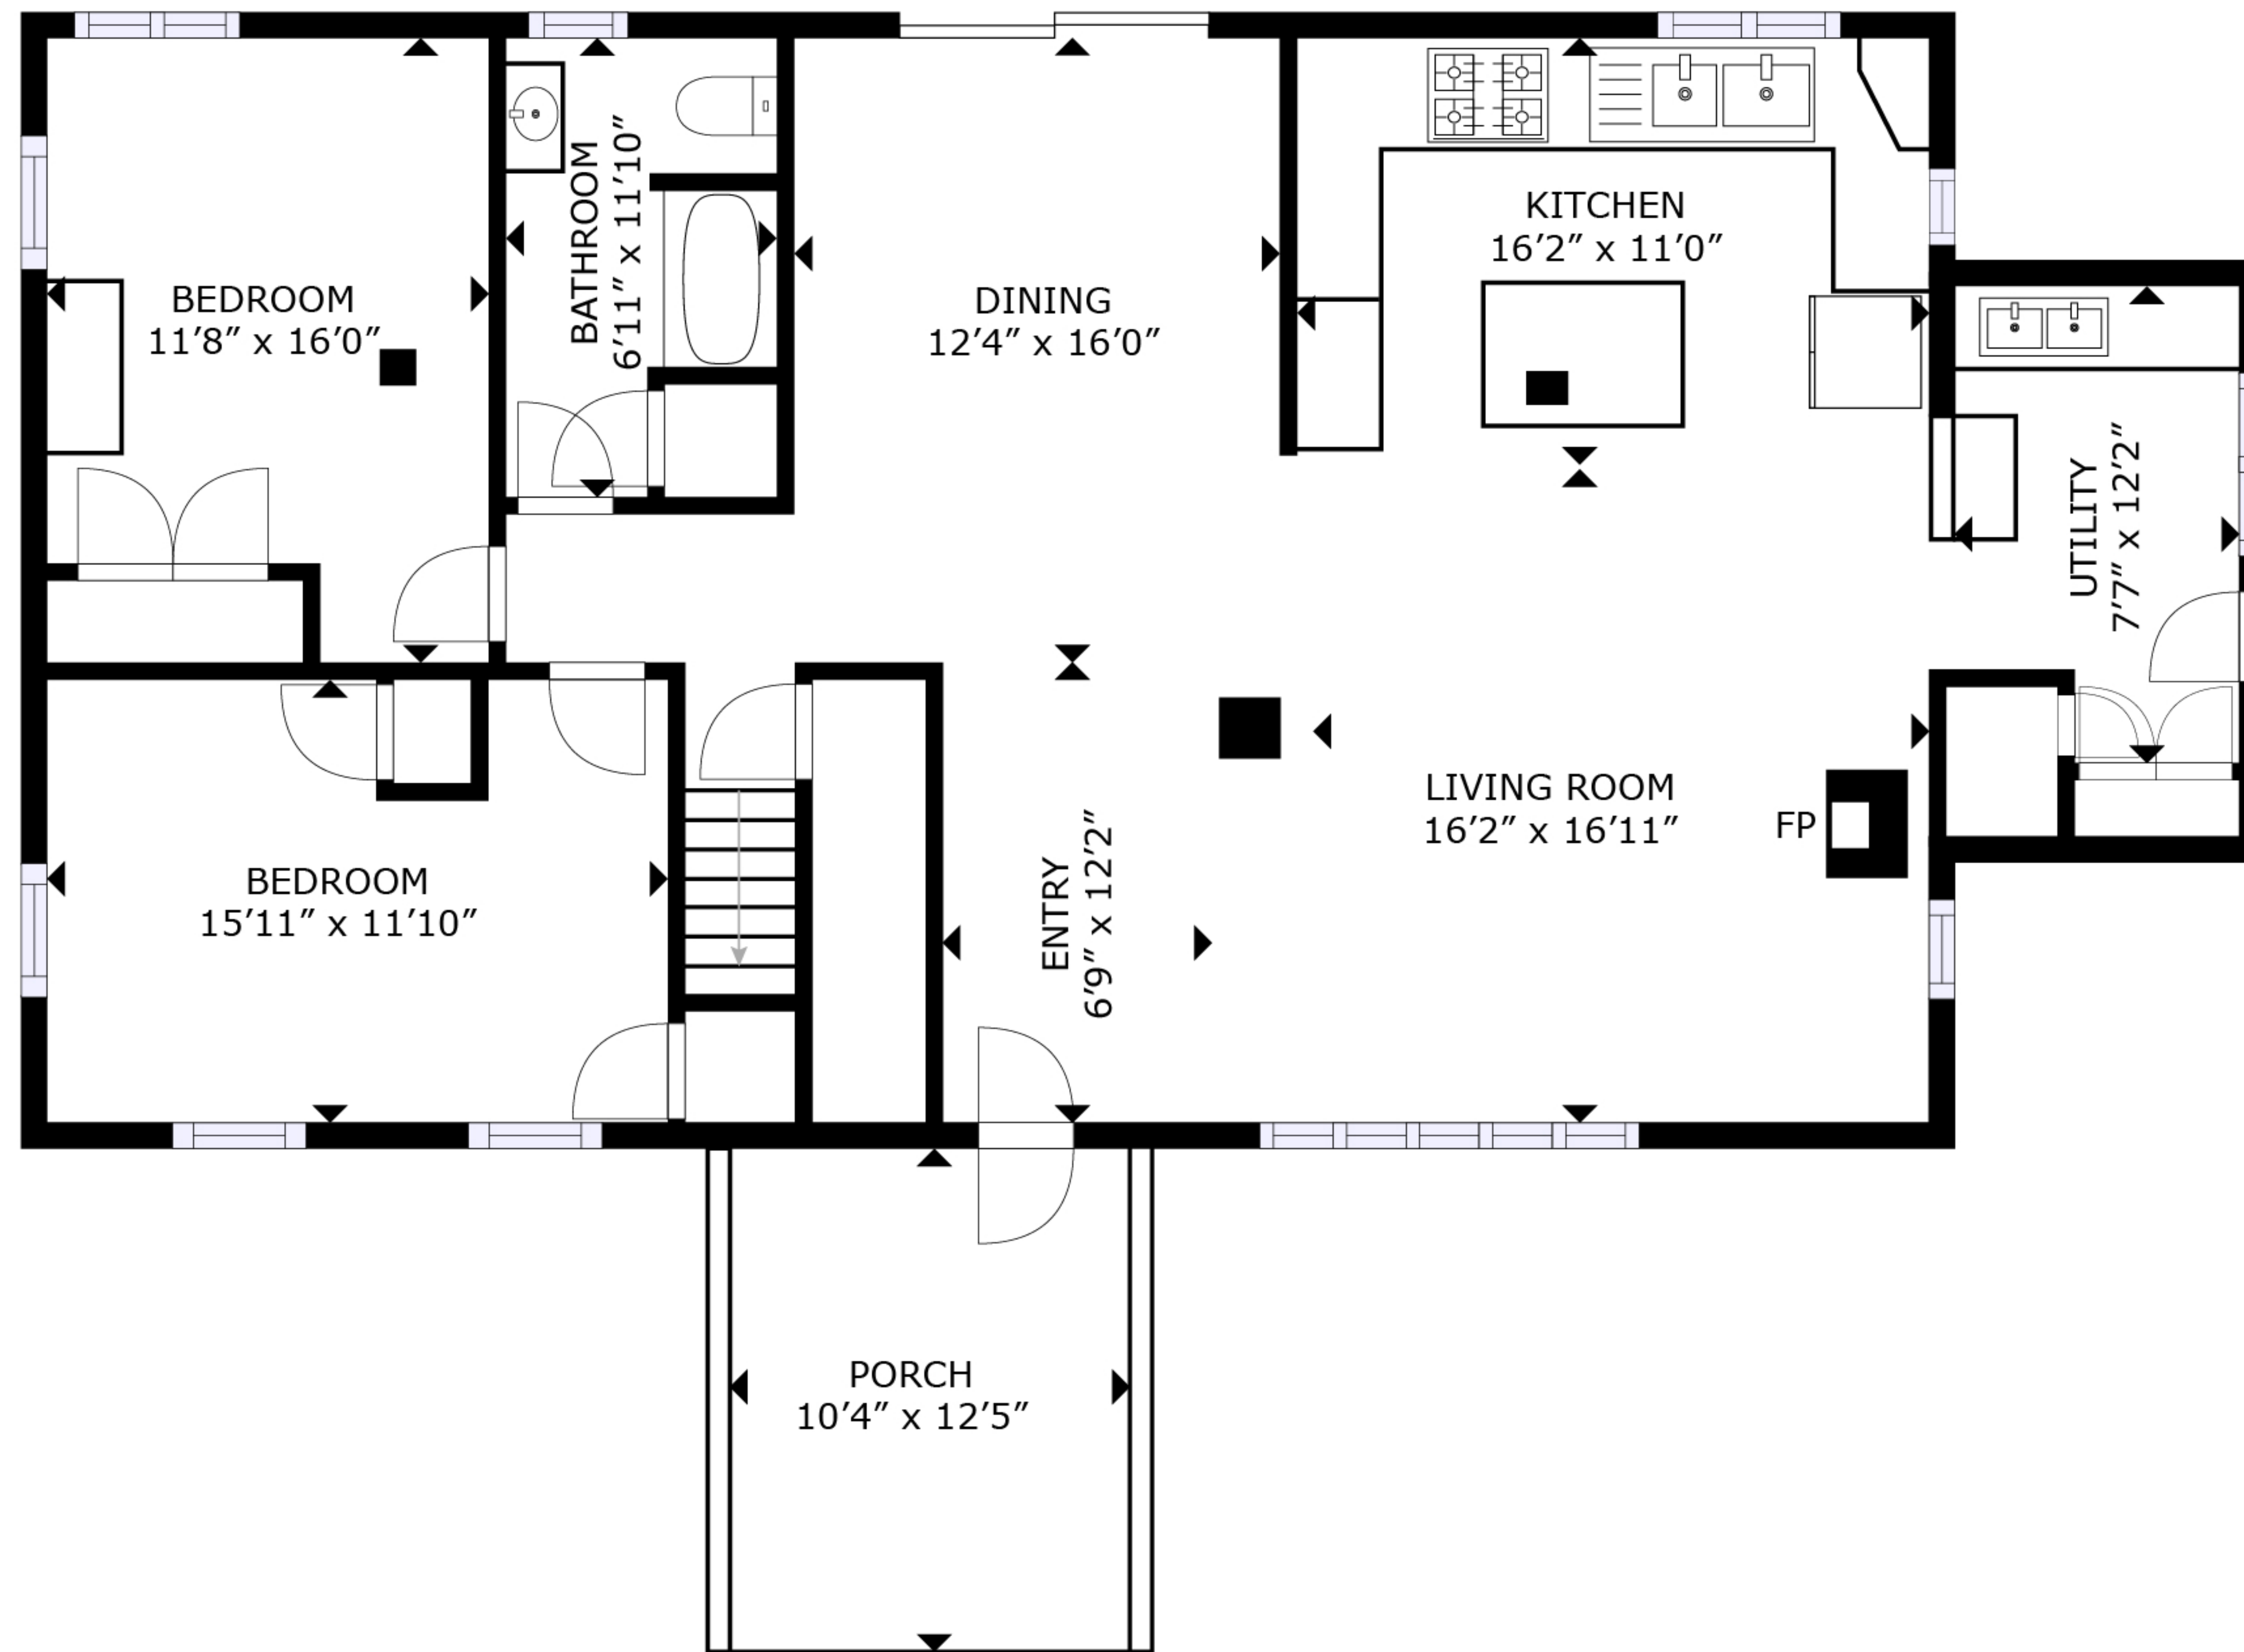 BEDROOM
11’8” x 16’0”
BATHROOM
6’11” x 11’10”
DINING
12’4” x 16’0”
KITCHEN
16’2” x 11’0”
UTILITY
7’7” x 12’2”
BEDROOM
15’11” x 11’10”
ENTRY
6’9” x 12’2”
LIVING ROOM
16’2” x 16’11”
FP
PORCH
10’4” x 12’5”